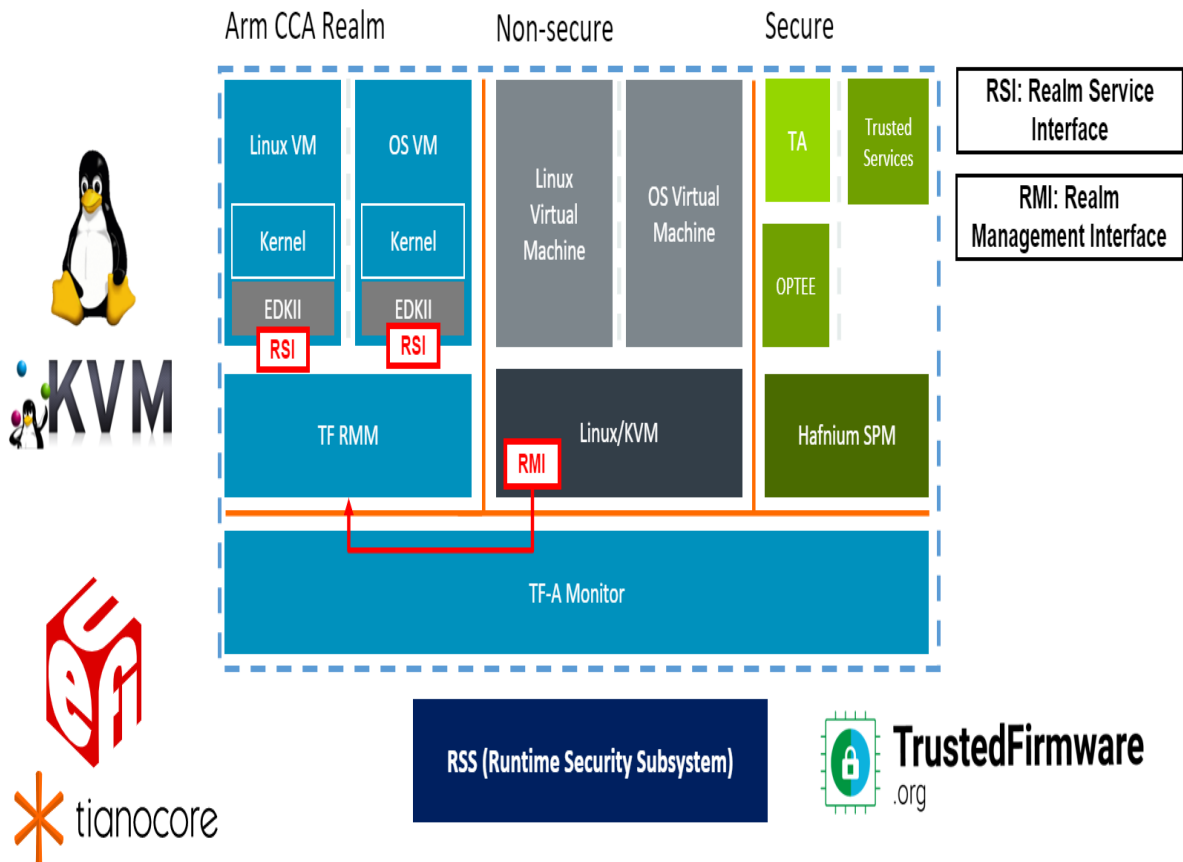 Arm CCA Realm
Non-secure
Secure
Linux VM
OS VM
Kernel
Kernel
EDKII
EDKII
RSI
RSI
TF RMM
Linux
Virtual
Machine
OS Virtual
Machine
Linux/KVM
RMI
TA
Trusted
Services
OPTEE
Hafnium SPM
TF-A Monitor
RSI: Realm Service
Interface
RMI: Realm
Management Interface
KVM
UEFI
tianocore
RSS (Runtime Security Subsystem)
TrustedFirmware
.org